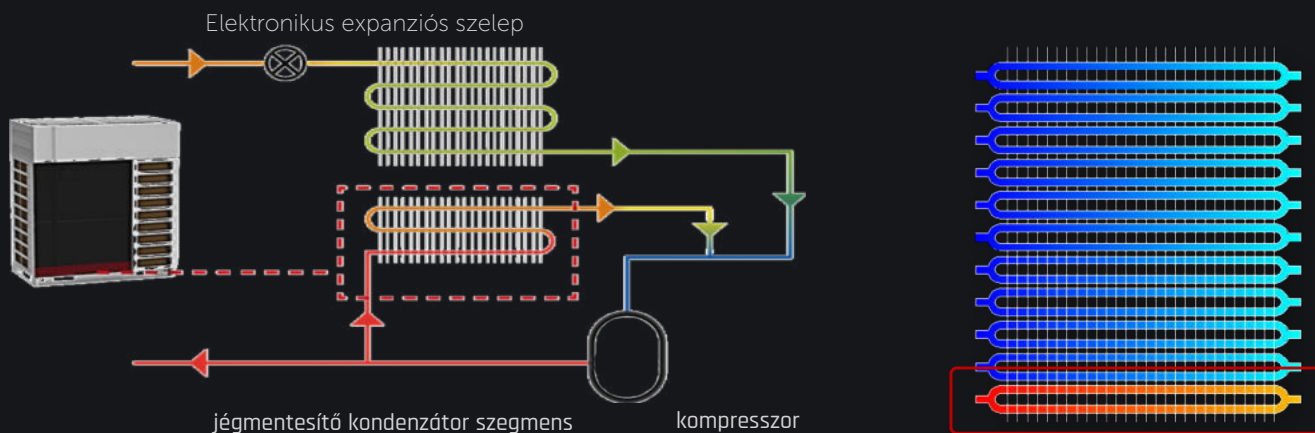 Elektronikus expanziós szelep
jégmentesítő kondenzátor szegmens
kompresszor